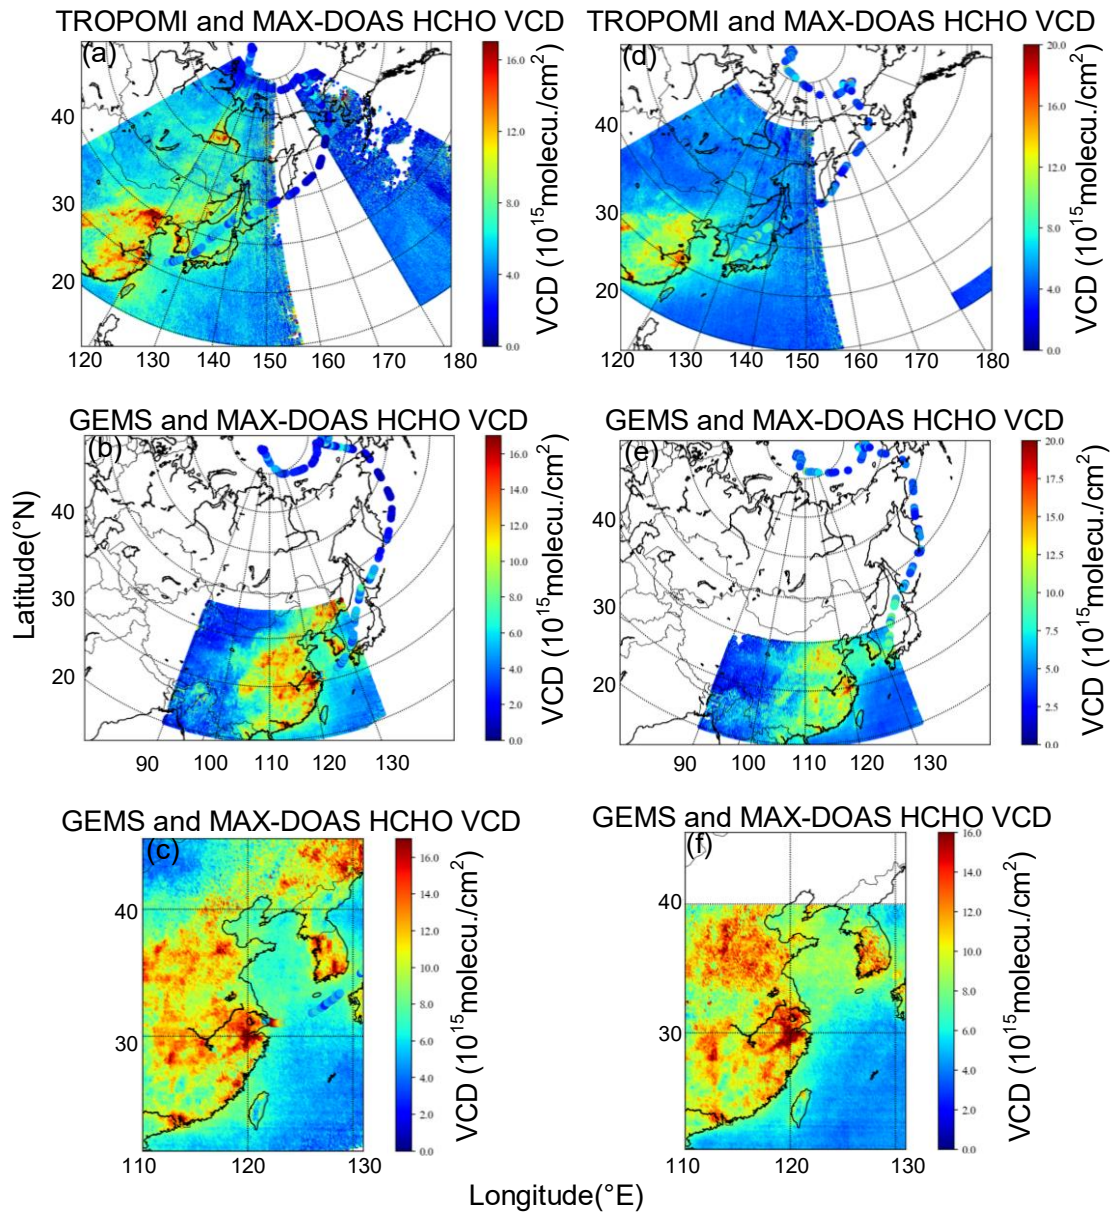 TROPOMI and MAX-DOAS HCHO VCD
(a)
40
30
20
120 130 140 150 160 170 180
16.0
12.0
8.0
4.0
0.0
VCD (10^15 molecu./cm^2)
TROPOMI and MAX-DOAS HCHO VCD
(d)
40
30
20
120 130 140 150 160 170 180
20.0
16.0
12.0
8.0
4.0
0.0
VCD (10^15 molecu./cm^2)
GEMS and MAX-DOAS HCHO VCD
(b)
40
30
20
90 100 110 120 130
16.0
14.0
12.0
10.0
8.0
6.0
4.0
2.0
0.0
VCD (10^15 molecu./cm^2)
GEMS and MAX-DOAS HCHO VCD
(e)
40
30
20
90 100 110 120 130
20.0
17.5
15.0
12.5
10.0
7.5
5.0
2.5
0.0
VCD (10^15 molecu./cm^2)
Latitude(°N)
GEMS and MAX-DOAS HCHO VCD
(c)
40
30
110 120 130
16.0
14.0
12.0
10.0
8.0
6.0
4.0
2.0
0.0
VCD (10^15 molecu./cm^2)
GEMS and MAX-DOAS HCHO VCD
(f)
40
30
110 120 130
16.0
14.0
12.0
10.0
8.0
6.0
4.0
2.0
0.0
VCD (10^15 molecu./cm^2)
Longitude(°E)